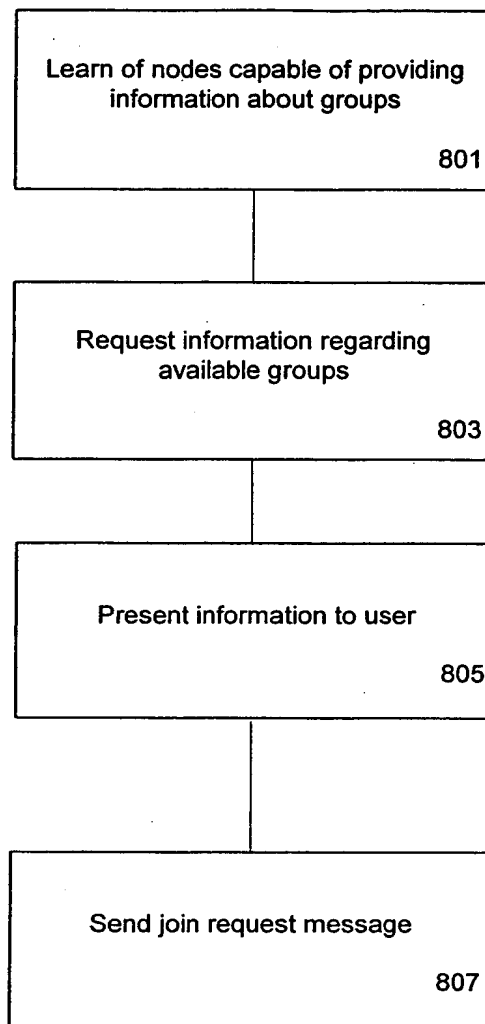 Learn of nodes capable of providing
information about groups
801
Request information regarding
available groups
803
Present information to user
805
Send join request message
807